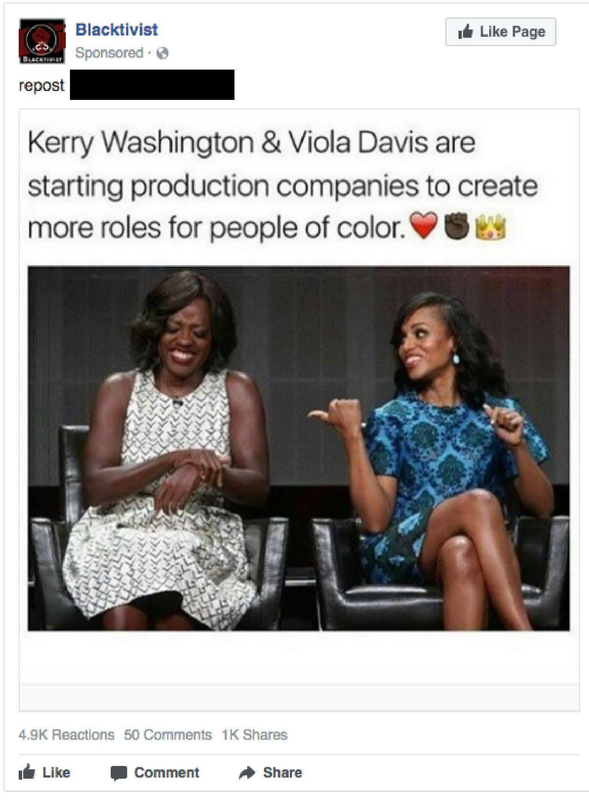 Blacktivist
Like Page
Sponsored ·
BLACKTIVIST
repost
Kerry Washington & Viola Davis are
starting production companies to create
more roles for people of color.❤️✊🏿👑
4.9K Reactions 50 Comments 1K Shares
Like Comment Share